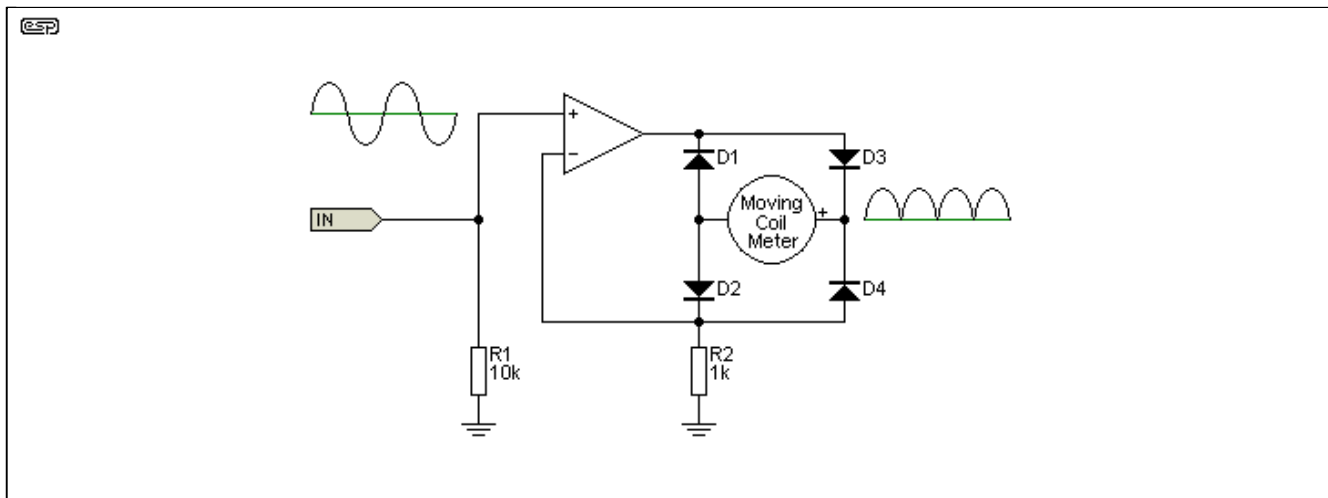 esp
+
−
D1
D3
Moving
Coil
Meter
+
IN
D2
D4
R1
10k
R2
1k